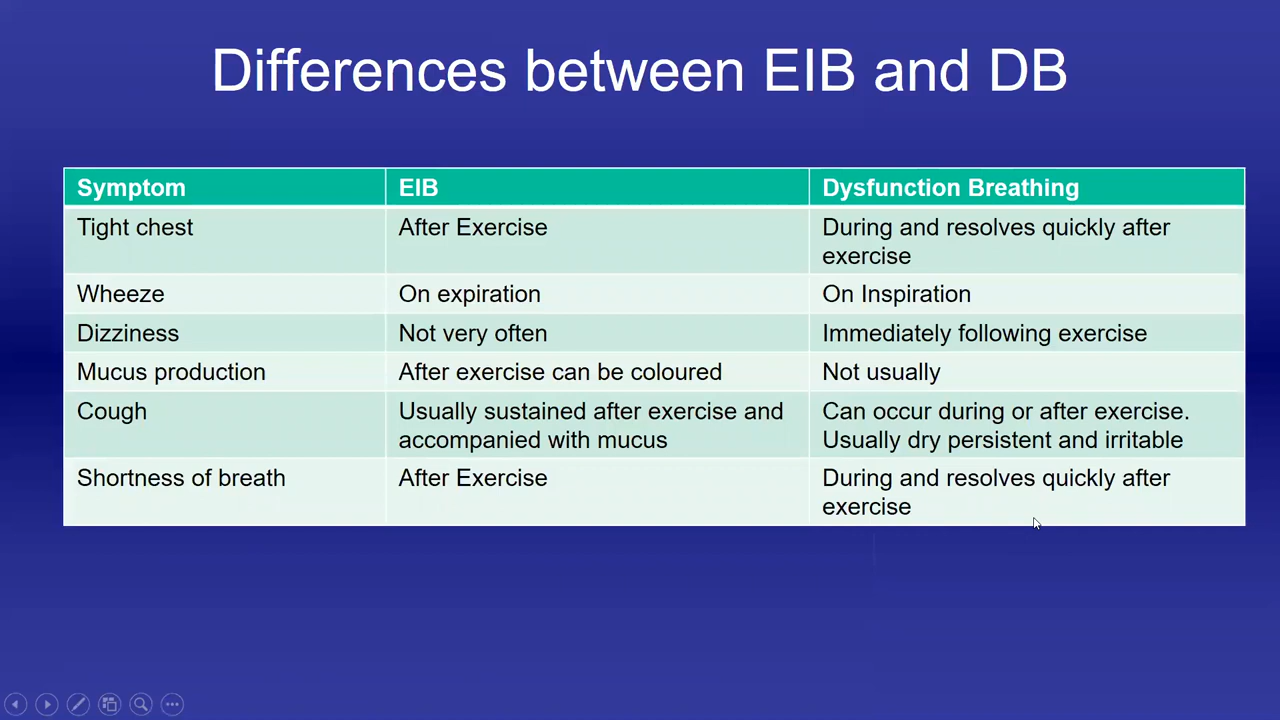 Differences between EIB and DB
Symptom EIB Dysfunction Breathing
Tight chest After Exercise During and resolves quickly after
exercise
Wheeze On expiration On Inspiration
Dizziness Not very often Immediately following exercise
Mucus production After exercise can be coloured Not usually
Cough Usually sustained after exercise and Can occur during or after exercise.
accompanied with mucus Usually dry persistent and irritable
Shortness of breath After Exercise During and resolves quickly after
exercise